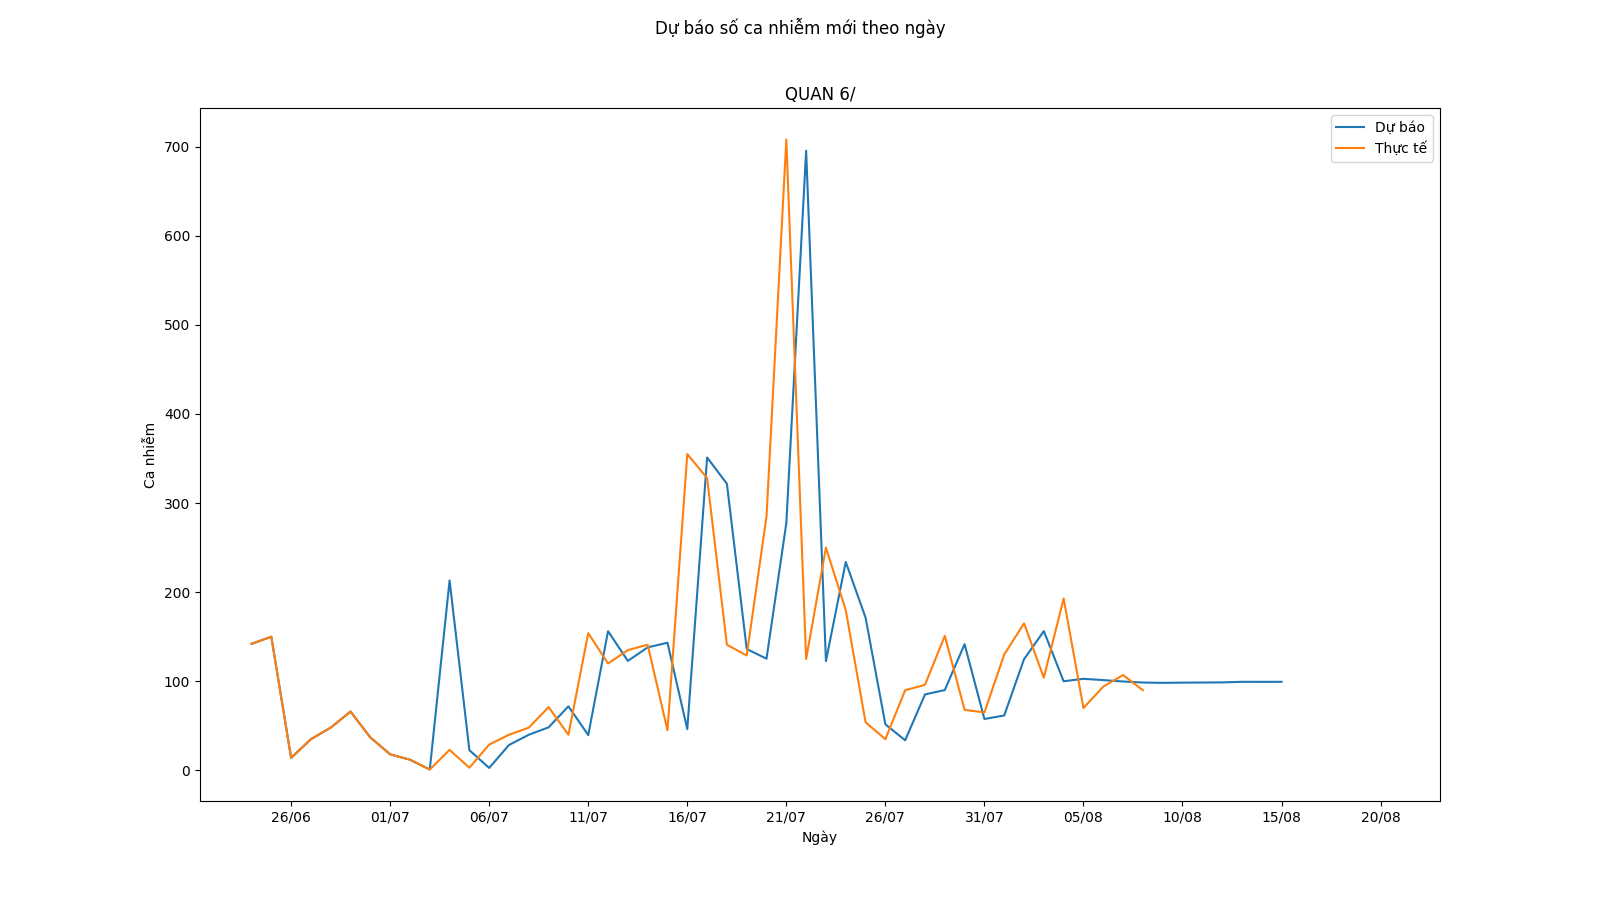 Dự báo số ca nhiễm mới theo ngày
QUAN 6/
Dự báo
Thực tế
700
600
500
400
300
200
100
0
Ca nhiễm
26/06 01/07 06/07 11/07 16/07 21/07 26/07 31/07 05/08 10/08 15/08 20/08
Ngày